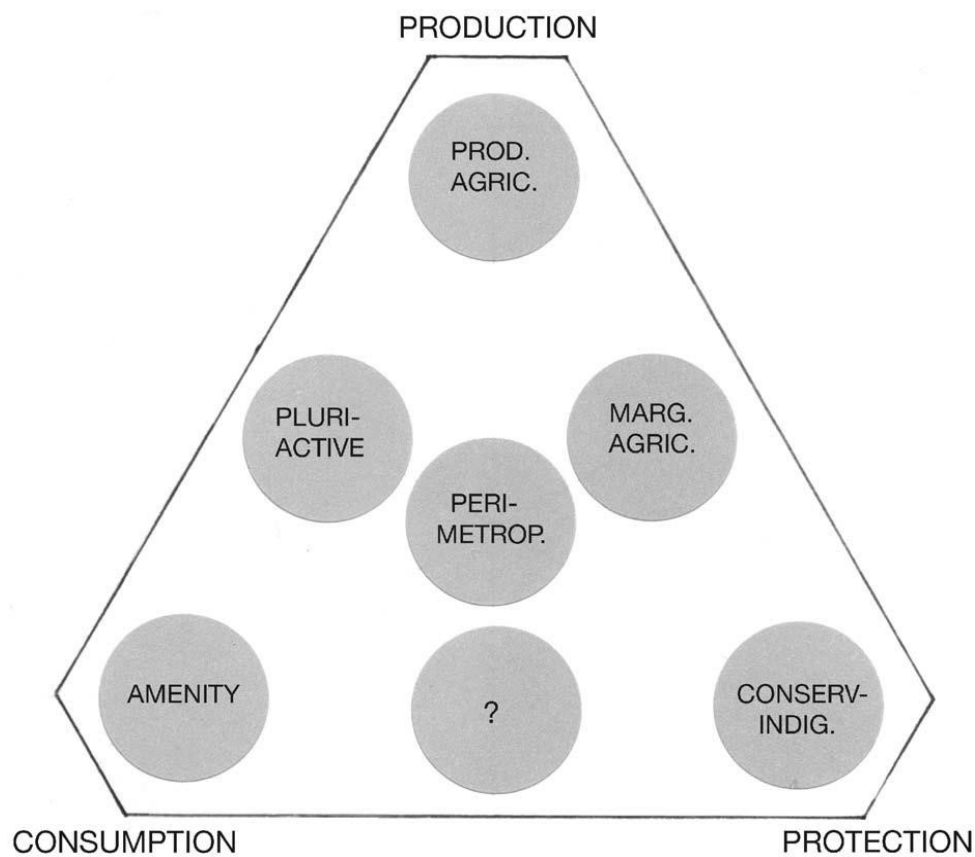 PRODUCTION
PROD.
AGRIC.
PLURI-
ACTIVE
MARG.
AGRIC.
PERI-
METROP.
AMENITY
?
CONSERV-
INDIG.
CONSUMPTION
PROTECTION